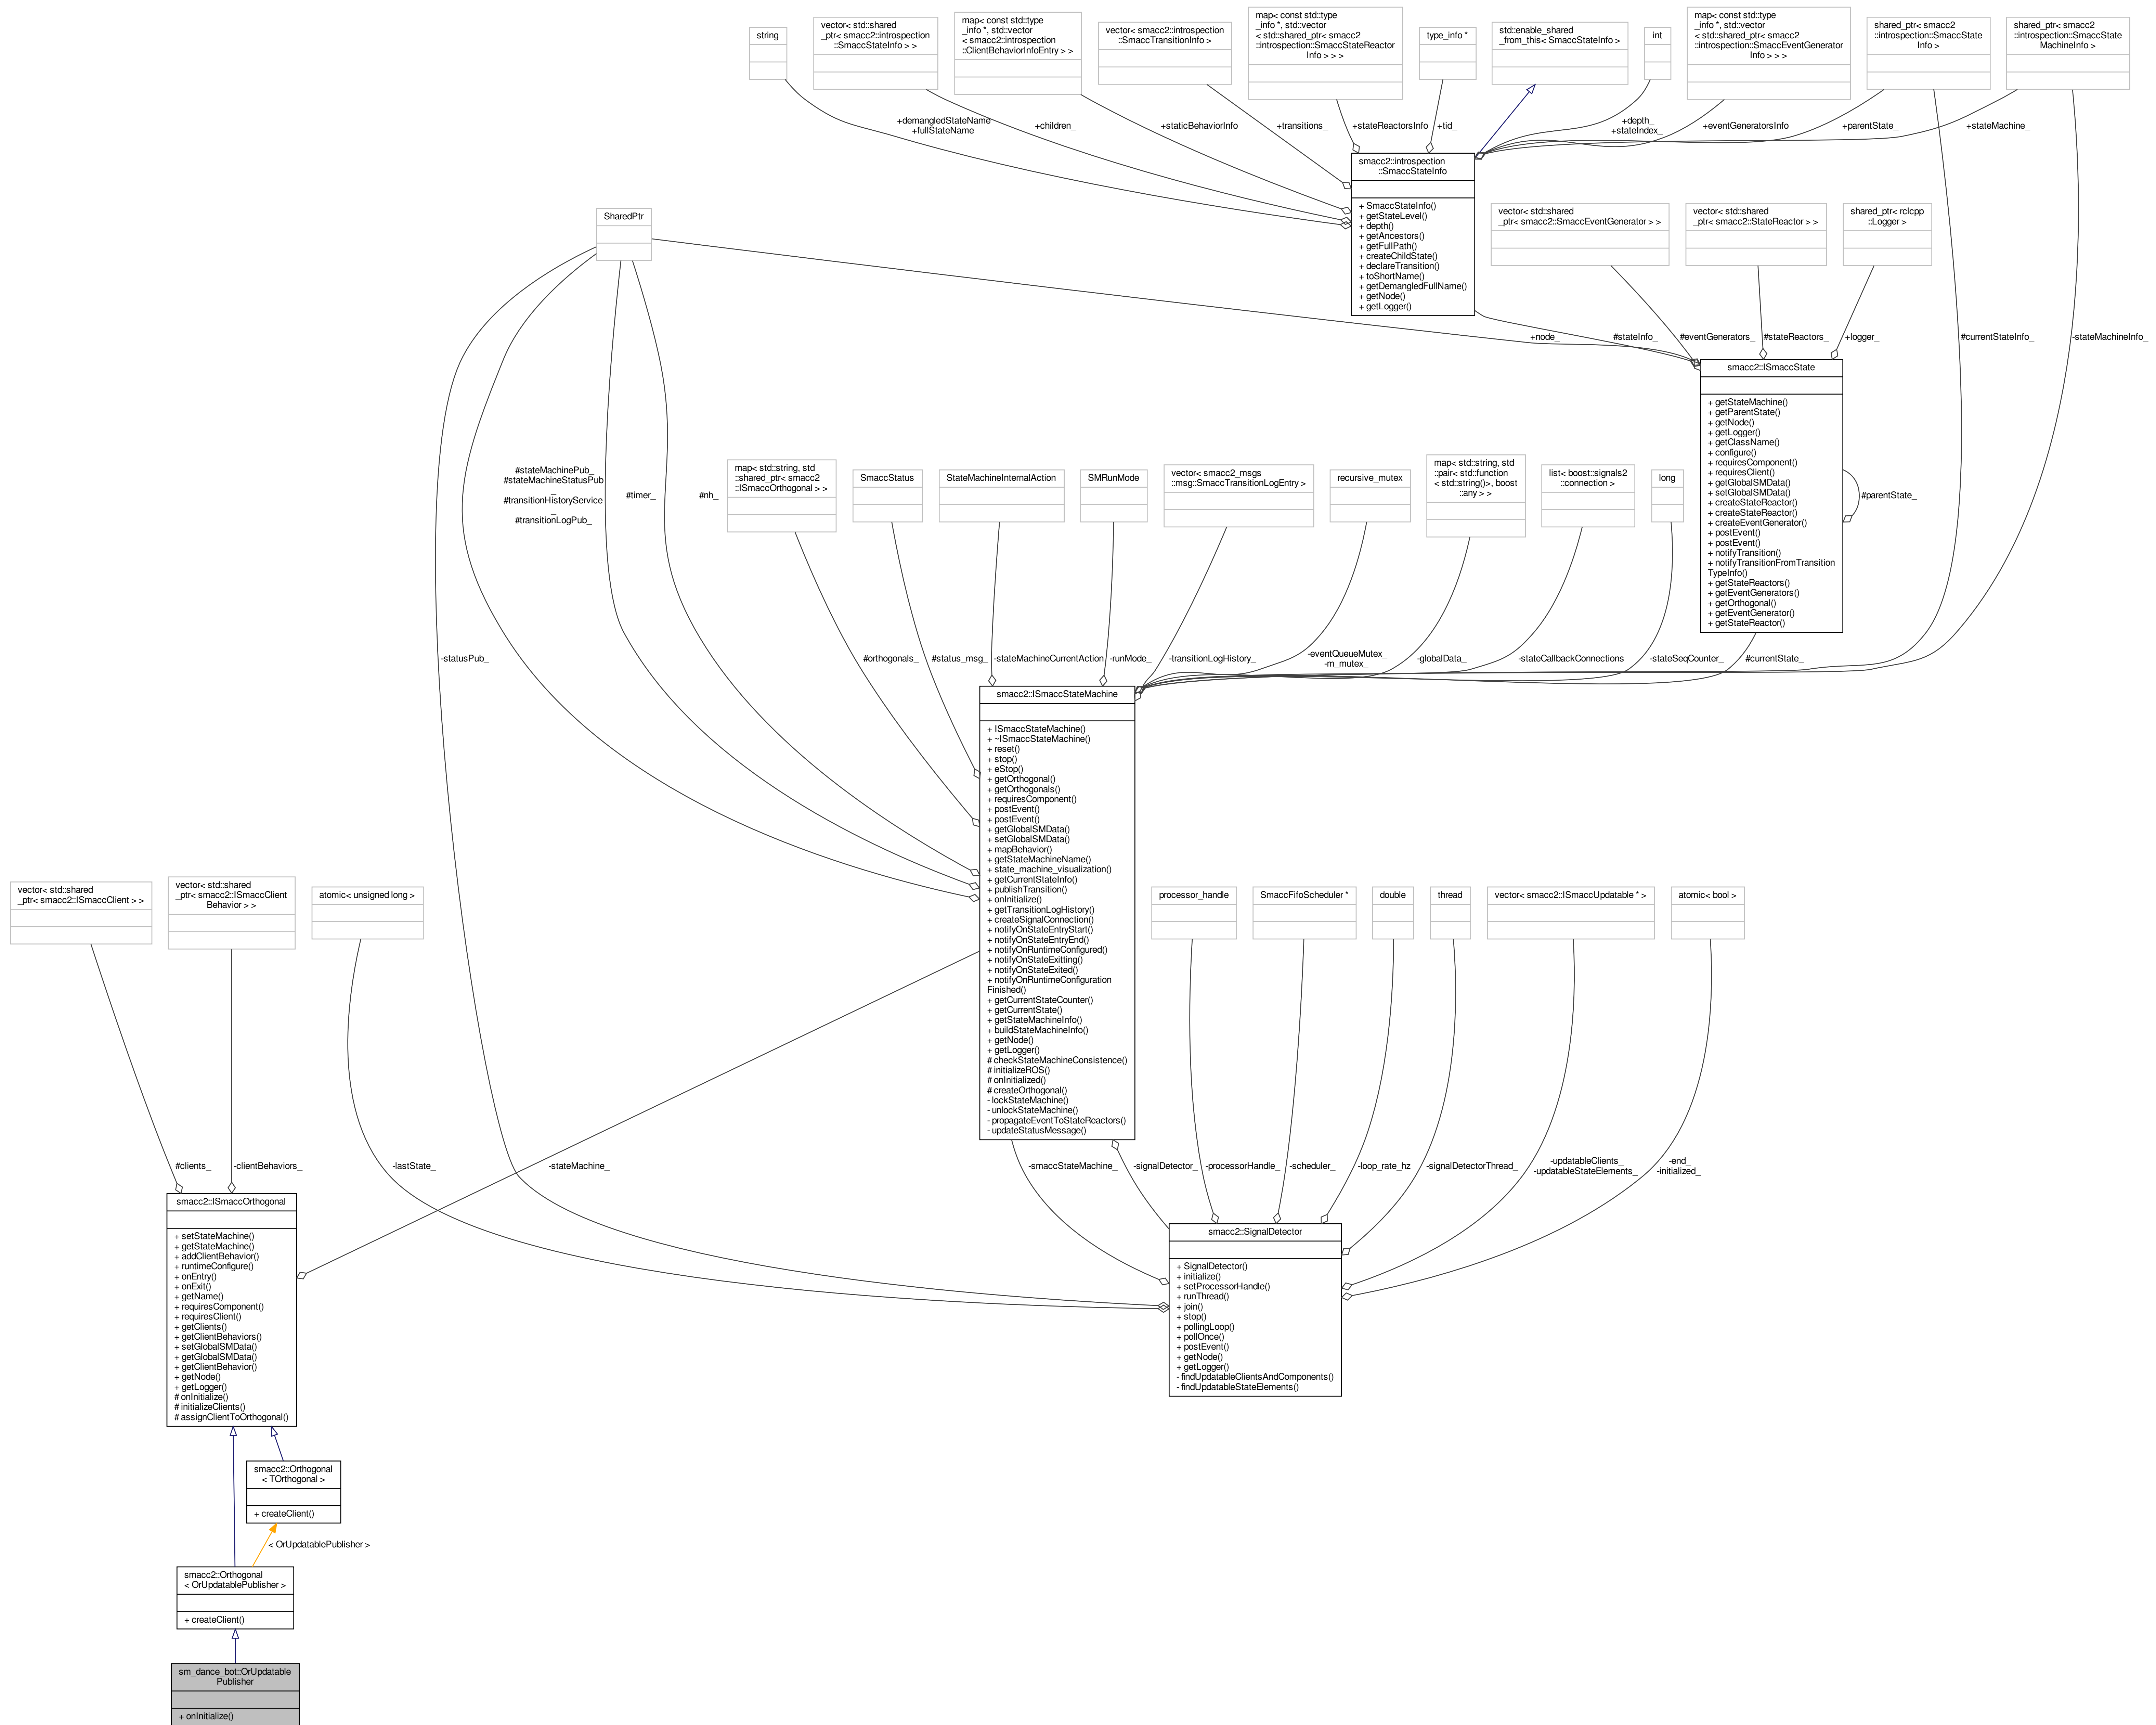 string
vector< std::shared
_ptr< smacc2::introspection
::SmaccStateInfo > >
map< const std::type
_info *, std::vector
< smacc2::introspection
::ClientBehaviorInfoEntry > >
vector< smacc2::introspection
::SmaccTransitionInfo >
map< const std::type
_info *, std::vector
< std::shared_ptr< smacc2
::introspection::SmaccStateReactor
Info > > >
type_info *
std::enable_shared
_from_this< SmaccStateInfo >
int
map< const std::type
_info *, std::vector
< std::shared_ptr< smacc2
::introspection::SmaccEventGenerator
Info > > >
shared_ptr< smacc2
::introspection::SmaccState
Info >
shared_ptr< smacc2
::introspection::SmaccState
MachineInfo >
+demangledStateName
+fullStateName
+children_
+staticBehaviorInfo
+transitions_
+stateReactorsInfo
+tid_
+depth_
+stateIndex_
+eventGeneratorsInfo
+parentState_
+stateMachine_
smacc2::introspection
::SmaccStateInfo
+ SmaccStateInfo()
+ getStateLevel()
+ depth()
+ getAncestors()
+ getFullPath()
+ createChildState()
+ declareTransition()
+ toShortName()
+ getDemangledFullName()
+ getNode()
+ getLogger()
SharedPtr
vector< std::shared
_ptr< smacc2::SmaccEventGenerator > >
vector< std::shared
_ptr< smacc2::StateReactor > >
shared_ptr< rclcpp
::Logger >
+node_
#stateInfo_
#eventGenerators_
#stateReactors_
+logger_
#currentStateInfo_
-stateMachineInfo_
smacc2::ISmaccState
+ getStateMachine()
+ getParentState()
+ getNode()
+ getLogger()
+ getClassName()
+ configure()
+ requiresComponent()
+ requiresClient()
+ getGlobalSMData()
+ setGlobalSMData()
+ createStateReactor()
+ createStateReactor()
+ createEventGenerator()
+ postEvent()
+ postEvent()
+ notifyTransition()
+ notifyTransitionFromTransition
TypeInfo()
+ getStateReactors()
+ getEventGenerators()
+ getOrthogonal()
+ getEventGenerator()
+ getStateReactor()
#parentState_
#stateMachinePub_
#stateMachineStatusPub
_
#transitionHistoryService
_
#transitionLogPub_
#timer_
#nh_
map< std::string, std
::shared_ptr< smacc2
::ISmaccOrthogonal > >
SmaccStatus
StateMachineInternalAction
SMRunMode
vector< smacc2_msgs
::msg::SmaccTransitionLogEntry >
recursive_mutex
map< std::string, std
::pair< std::function
< std::string()>, boost
::any > >
list< boost::signals2
::connection >
long
-statusPub_
#orthogonals_
#status_msg_
-stateMachineCurrentAction
-runMode_
-transitionLogHistory_
-eventQueueMutex_
-m_mutex_
-globalData_
-stateCallbackConnections
-stateSeqCounter_
#currentState_
smacc2::ISmaccStateMachine
+ ISmaccStateMachine()
+ ~ISmaccStateMachine()
+ reset()
+ stop()
+ eStop()
+ getOrthogonal()
+ getOrthogonals()
+ requiresComponent()
+ postEvent()
+ postEvent()
+ getGlobalSMData()
+ setGlobalSMData()
+ mapBehavior()
+ getStateMachineName()
+ state_machine_visualization()
+ getCurrentStateInfo()
+ publishTransition()
+ onInitialize()
+ getTransitionLogHistory()
+ createSignalConnection()
+ notifyOnStateEntryStart()
+ notifyOnStateEntryEnd()
+ notifyOnRuntimeConfigured()
+ notifyOnStateExitting()
+ notifyOnStateExited()
+ notifyOnRuntimeConfiguration
Finished()
+ getCurrentStateCounter()
+ getCurrentState()
+ getStateMachineInfo()
+ buildStateMachineInfo()
+ getNode()
+ getLogger()
# checkStateMachineConsistence()
# initializeROS()
# onInitialized()
# createOrthogonal()
- lockStateMachine()
- unlockStateMachine()
- propagateEventToStateReactors()
- updateStatusMessage()
vector< std::shared
_ptr< smacc2::ISmaccClient > >
vector< std::shared
_ptr< smacc2::ISmaccClient
Behavior > >
atomic< unsigned long >
processor_handle
SmaccFifoScheduler *
double
thread
vector< smacc2::ISmaccUpdatable * >
atomic< bool >
#clients_
-clientBehaviors_
-lastState_
-stateMachine_
-smaccStateMachine_
-signalDetector_
-processorHandle_
-scheduler_
-loop_rate_hz
-signalDetectorThread_
-updatableClients_
-updatableStateElements_
-end_
-initialized_
smacc2::ISmaccOrthogonal
+ setStateMachine()
+ getStateMachine()
+ addClientBehavior()
+ runtimeConfigure()
+ onEntry()
+ onExit()
+ getName()
+ requiresComponent()
+ requiresClient()
+ getClients()
+ getClientBehaviors()
+ setGlobalSMData()
+ getGlobalSMData()
+ getClientBehavior()
+ getNode()
+ getLogger()
# onInitialize()
# initializeClients()
# assignClientToOrthogonal()
smacc2::SignalDetector
+ SignalDetector()
+ initialize()
+ setProcessorHandle()
+ runThread()
+ join()
+ stop()
+ pollingLoop()
+ pollOnce()
+ postEvent()
+ getNode()
+ getLogger()
- findUpdatableClientsAndComponents()
- findUpdatableStateElements()
smacc2::Orthogonal
< TOrthogonal >
+ createClient()
< OrUpdatablePublisher >
smacc2::Orthogonal
< OrUpdatablePublisher >
+ createClient()
sm_dance_bot::OrUpdatable
Publisher
+ onInitialize()